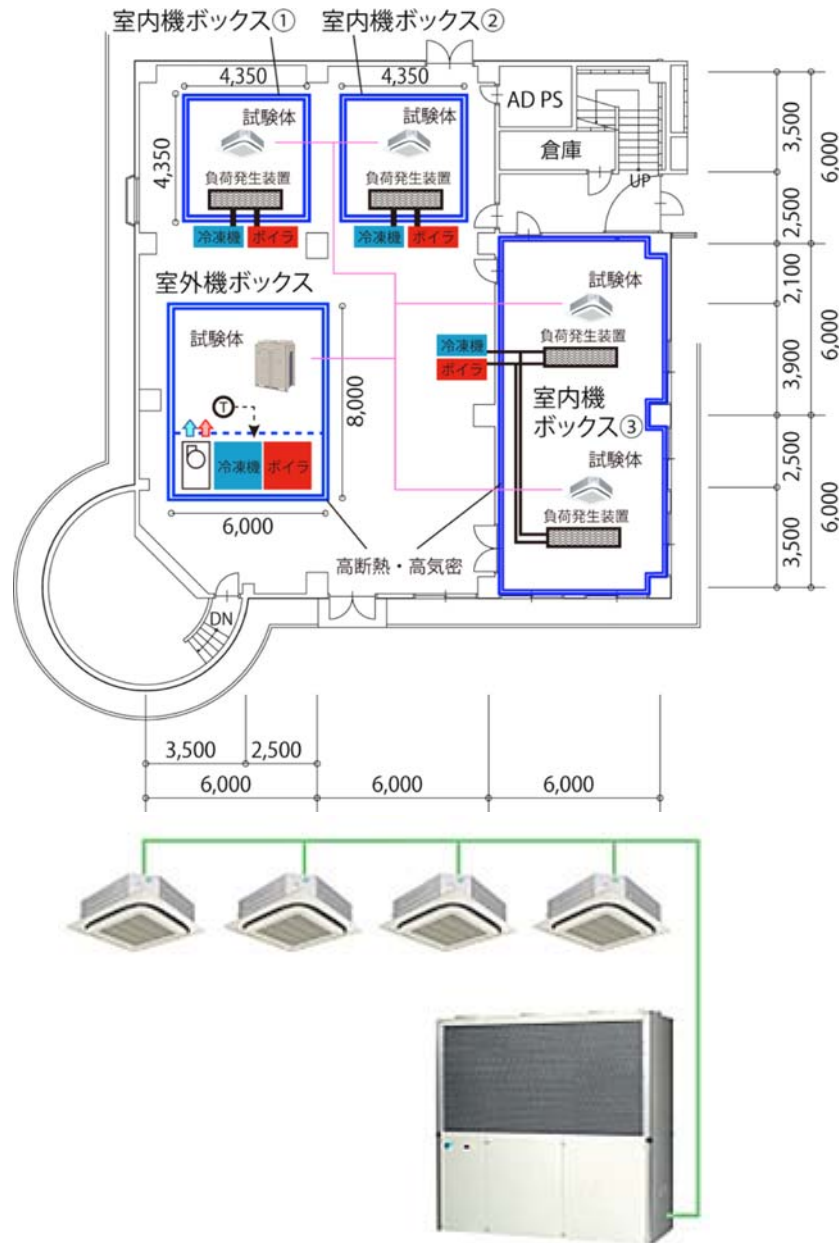 室内機ボックス①
室内機ボックス②
4,350
4,350
4,350
試験体
負荷発生装置
冷凍機
ボイラ
試験体
負荷発生装置
冷凍機
ボイラ
AD PS
倉庫
UP
3,500
2,500
6,000
2,100
3,900
6,000
2,500
3,500
6,000
室外機ボックス
試験体
T
冷凍機
ボイラ
8,000
6,000
冷凍機
ボイラ
試験体
負荷発生装置
室内機
ボックス③
試験体
負荷発生装置
高断熱・高気密
DN
3,500
2,500
6,000
6,000
6,000